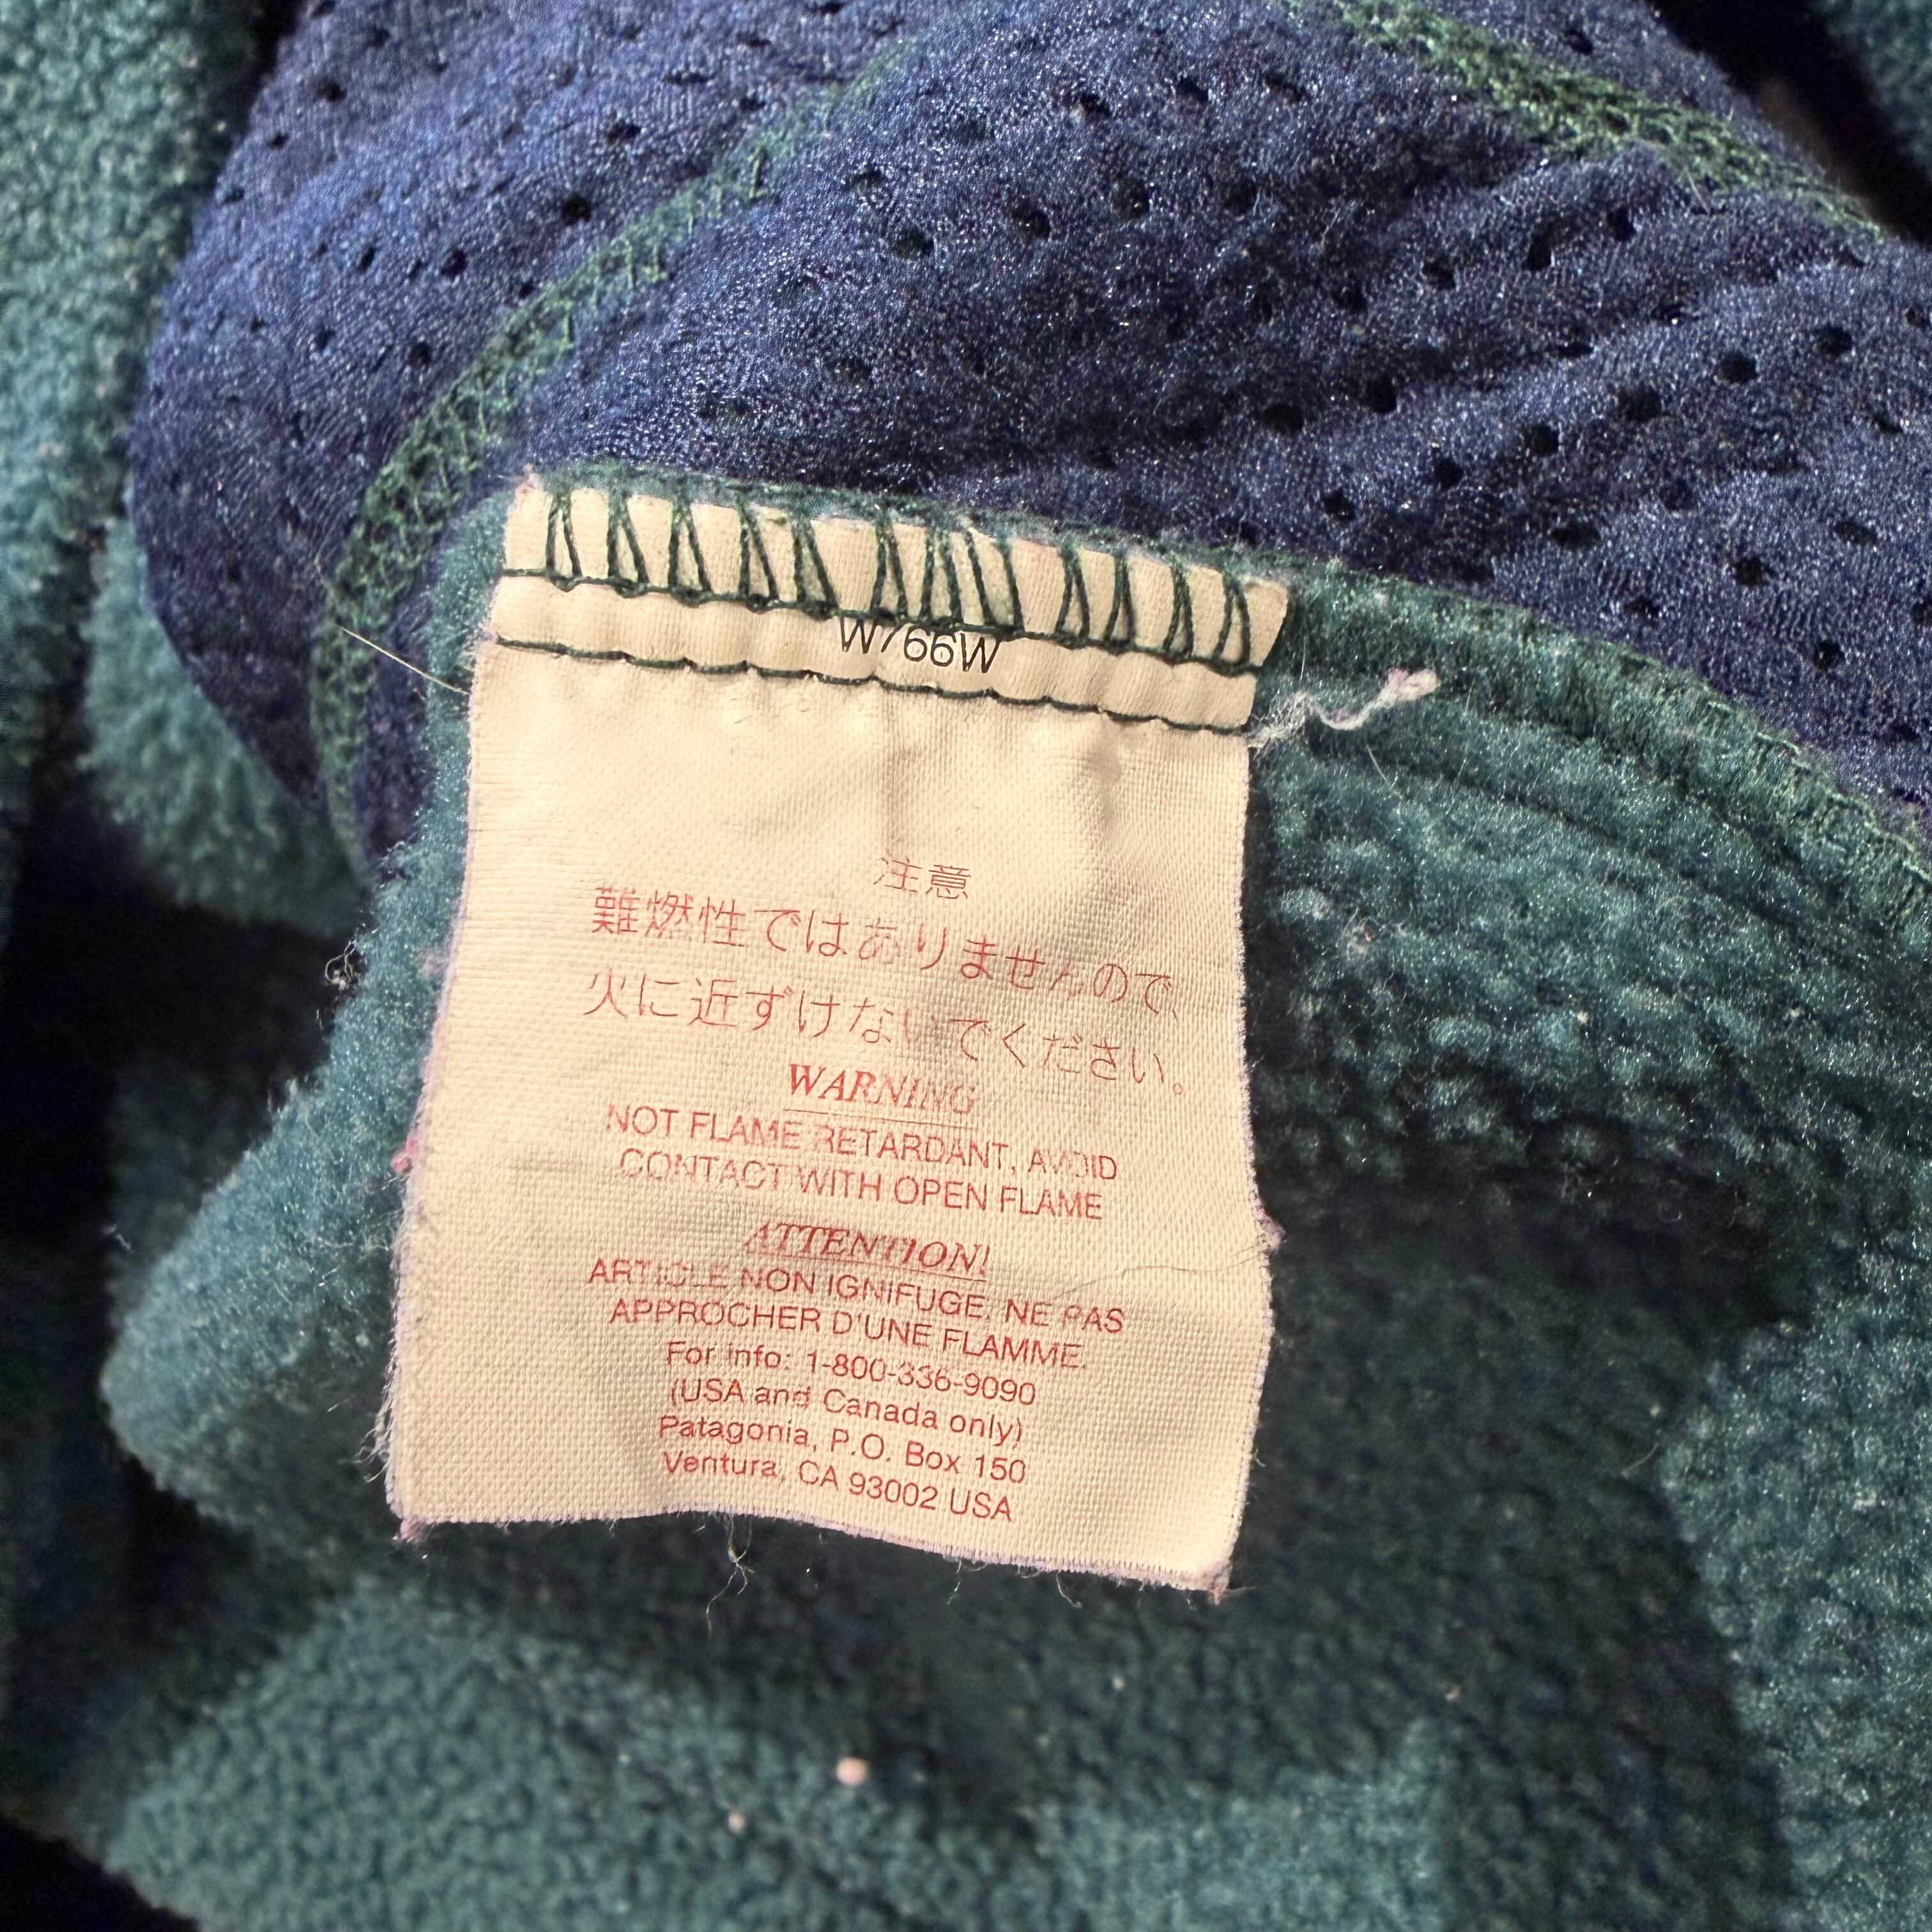 W766W
注意
難燃性ではありませんので、
火に近ずけないでください。
WARNING
NOT FLAME RETARDANT, AVOID
CONTACT WITH OPEN FLAME
ATTENTION!
ARTICLE NON IGNIFUGE, NE PAS
APPROCHER D'UNE FLAMME.
For info: 1-800-336-9090
(USA and Canada only)
Patagonia, P.O. Box 150
Ventura, CA 93002 USA